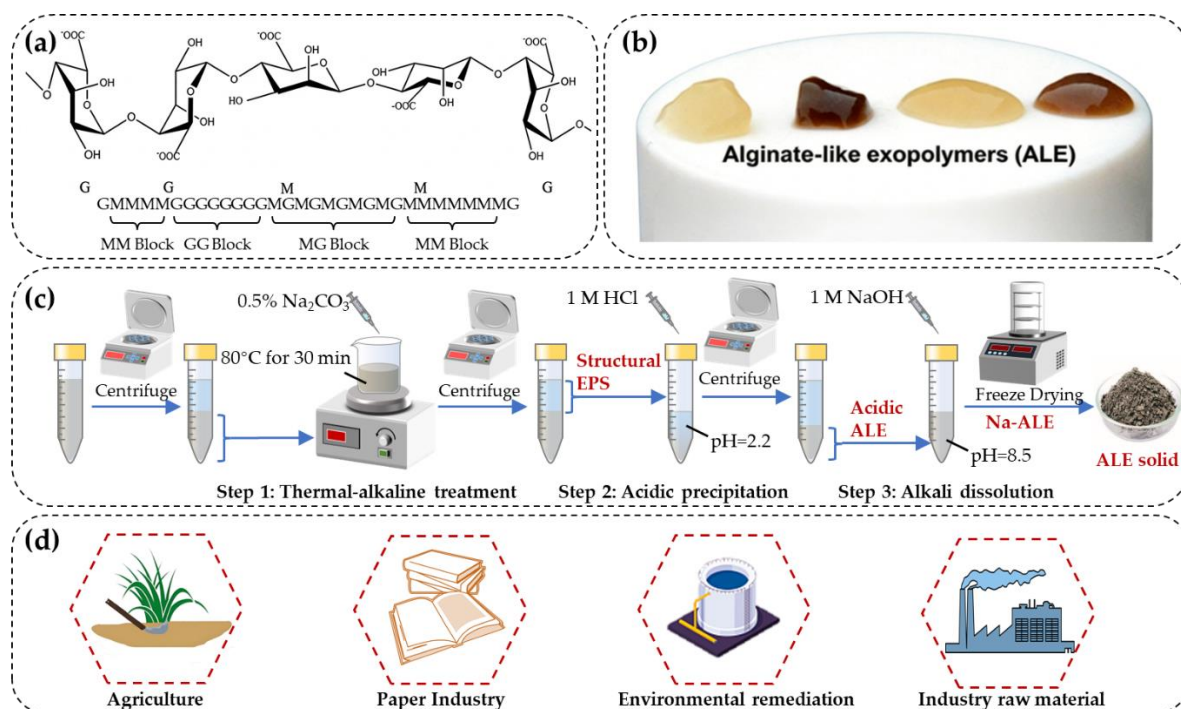 (a)
-OOC
OH
-OOC
-OOC
O
OH
O
OH
O
O
OH
HO
O
HO
O
O
OH
-OOC
OH
O
O
OH
OH
-OOC
OH
O
G G M M G
GMMMMGGGGGGGGMGMGMGMGMGMMMMMMMG
MM Block GG Block MG Block MM Block
(b)
Alginate-like exopolymers (ALE)
(c)
0.5% Na₂CO₃
1 M HCl
1 M NaOH
80°C for 30 min
Centrifuge
Centrifuge
Structural
EPS
Centrifuge
Acidic
ALE
Freeze Drying
Na-ALE
pH=2.2
pH=8.5
ALE solid
Step 1: Thermal-alkaline treatment
Step 2: Acidic precipitation
Step 3: Alkali dissolution
(d)
Agriculture
Paper Industry
Environmental remediation
Industry raw material